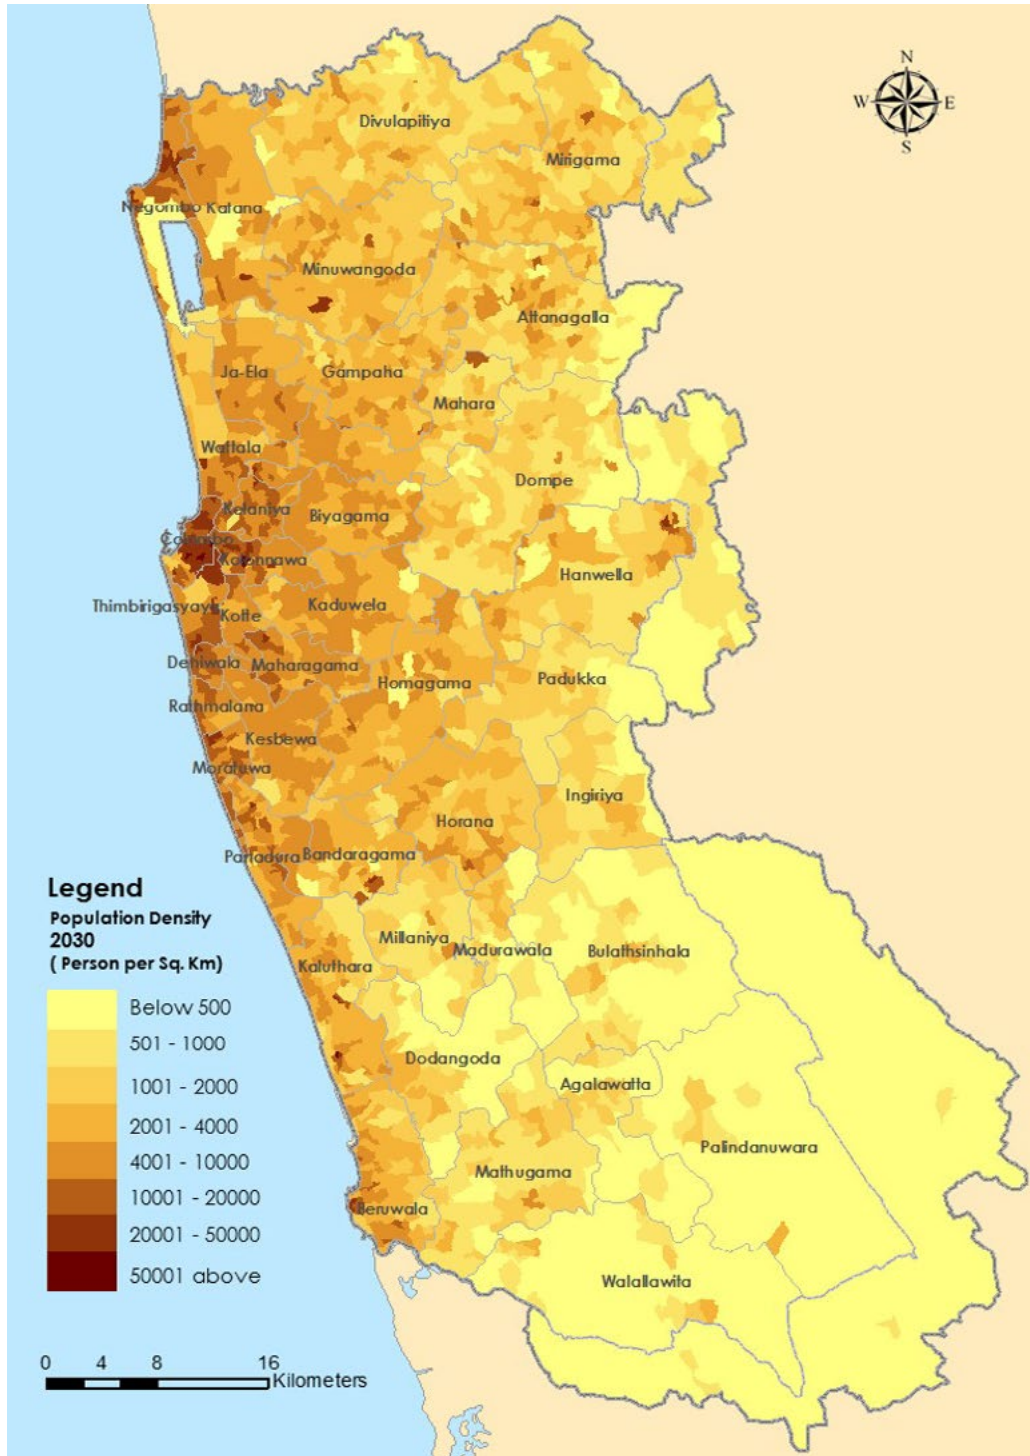 N
W E
S
Divulapitiya
Mirigama
Negombo Katana
Minuwangoda
Attanagalla
Ja-Ela
Gampaha
Mahara
Wattala
Dompe
Kelaniya
Biyagama
Colombo
Kolonnawa
Hanwella
Thimbirigasyaya
Kotte
Kaduwela
Dehiwala
Maharagama
Homagama
Padukka
Rathmalana
Kesbewa
Moratuwa
Ingiriya
Horana
Panadura
Bandaragama
Legend
Population Density
2030
( Person per Sq. Km)
Below 500
501 - 1000
1001 - 2000
2001 - 4000
4001 - 10000
10001 - 20000
20001 - 50000
50001 above
Millaniya
Madurawala
Bulathsinhala
Kaluthara
Dodangoda
Agalawatta
Palindanuwara
Mathugama
Beruwala
Walallawita
0 4 8 16
Kilometers